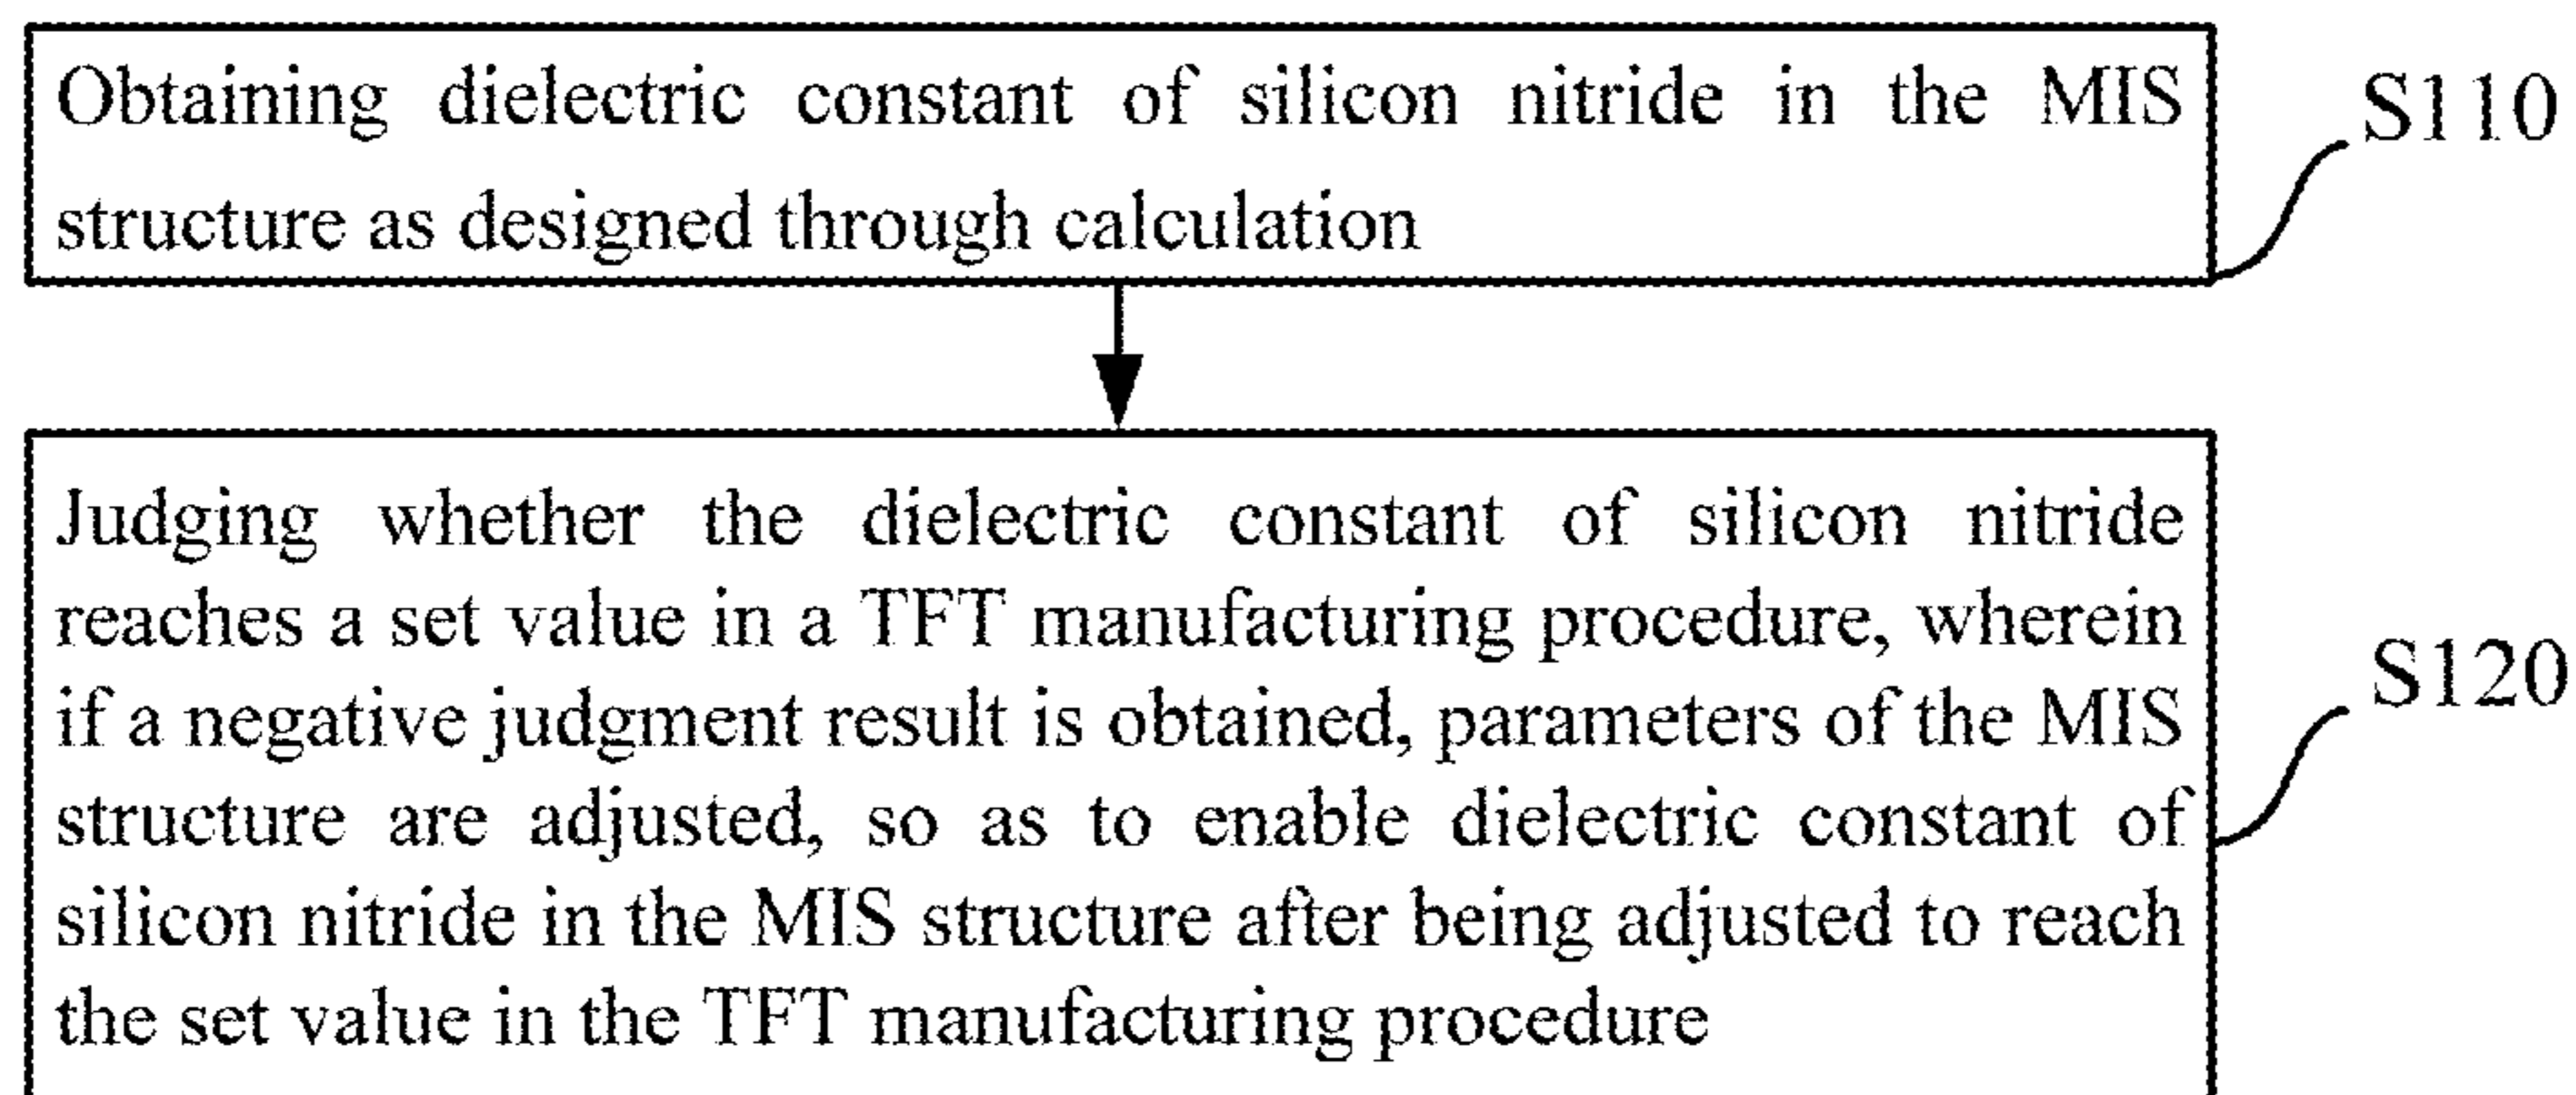 Obtaining dielectric constant of silicon nitride in the MIS
structure as designed through calculation
S110
Judging whether the dielectric constant of silicon nitride
reaches a set value in a TFT manufacturing procedure, wherein
if a negative judgment result is obtained, parameters of the MIS
structure are adjusted, so as to enable dielectric constant of
silicon nitride in the MIS structure after being adjusted to reach
the set value in the TFT manufacturing procedure
S120